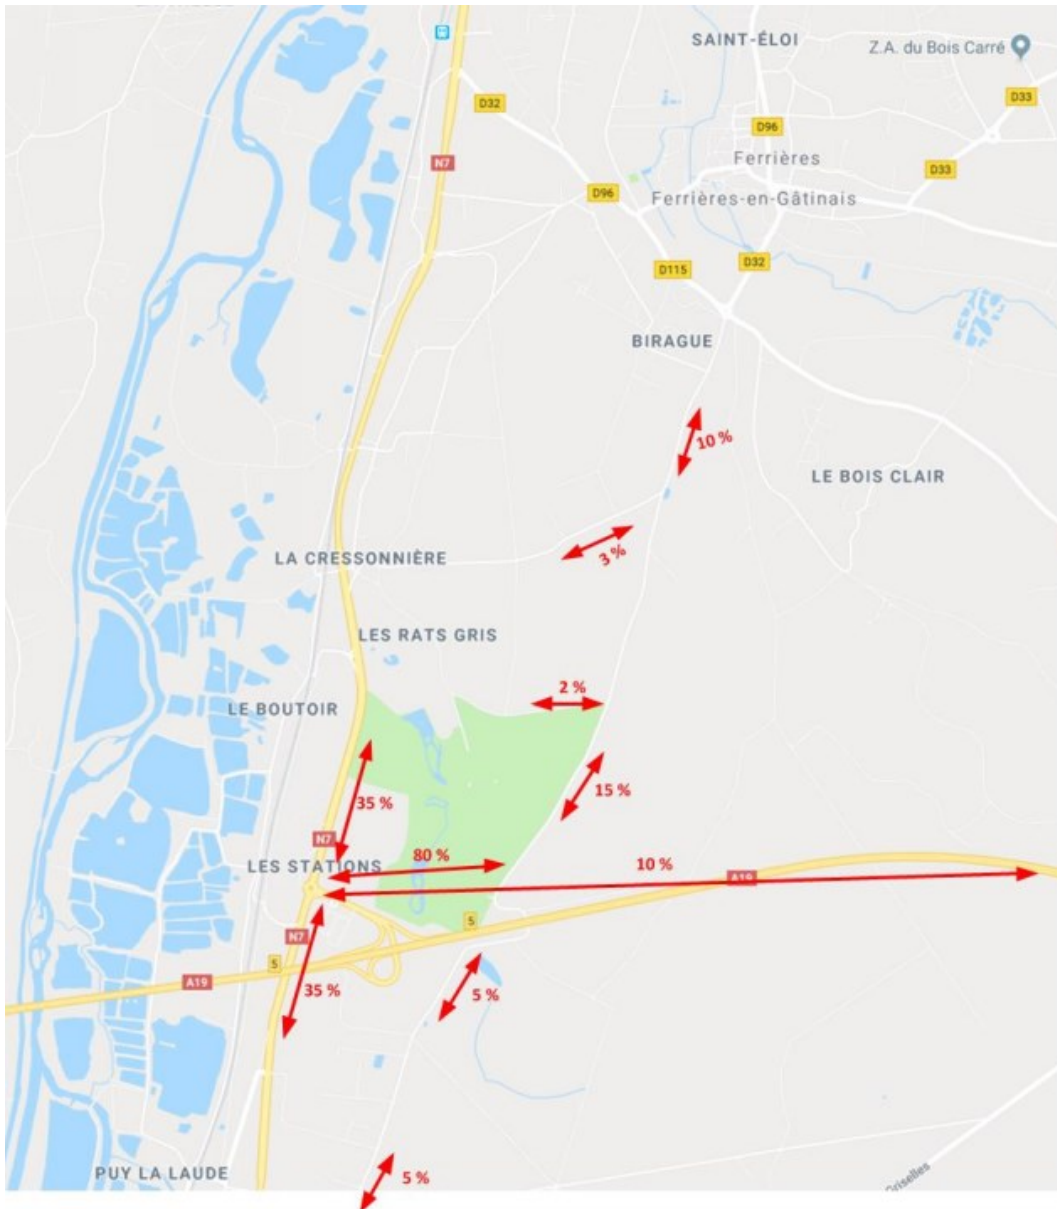 SAINT-ÉLOI
Z.A. du Bois Carré
D32
D33
D96
N7
Ferrières
D33
D96
Ferrières-en-Gâtinais
D115
D32
BIRAGUE
10 %
LE BOIS CLAIR
3 %
LA CRESSONNIÈRE
LES RATS GRIS
2 %
LE BOUTOIR
15 %
35 %
N7
80 %
10 %
LES STATIONS
A19
5
N7
5
A19
35 %
5 %
PUY LA LAUDE
5 %